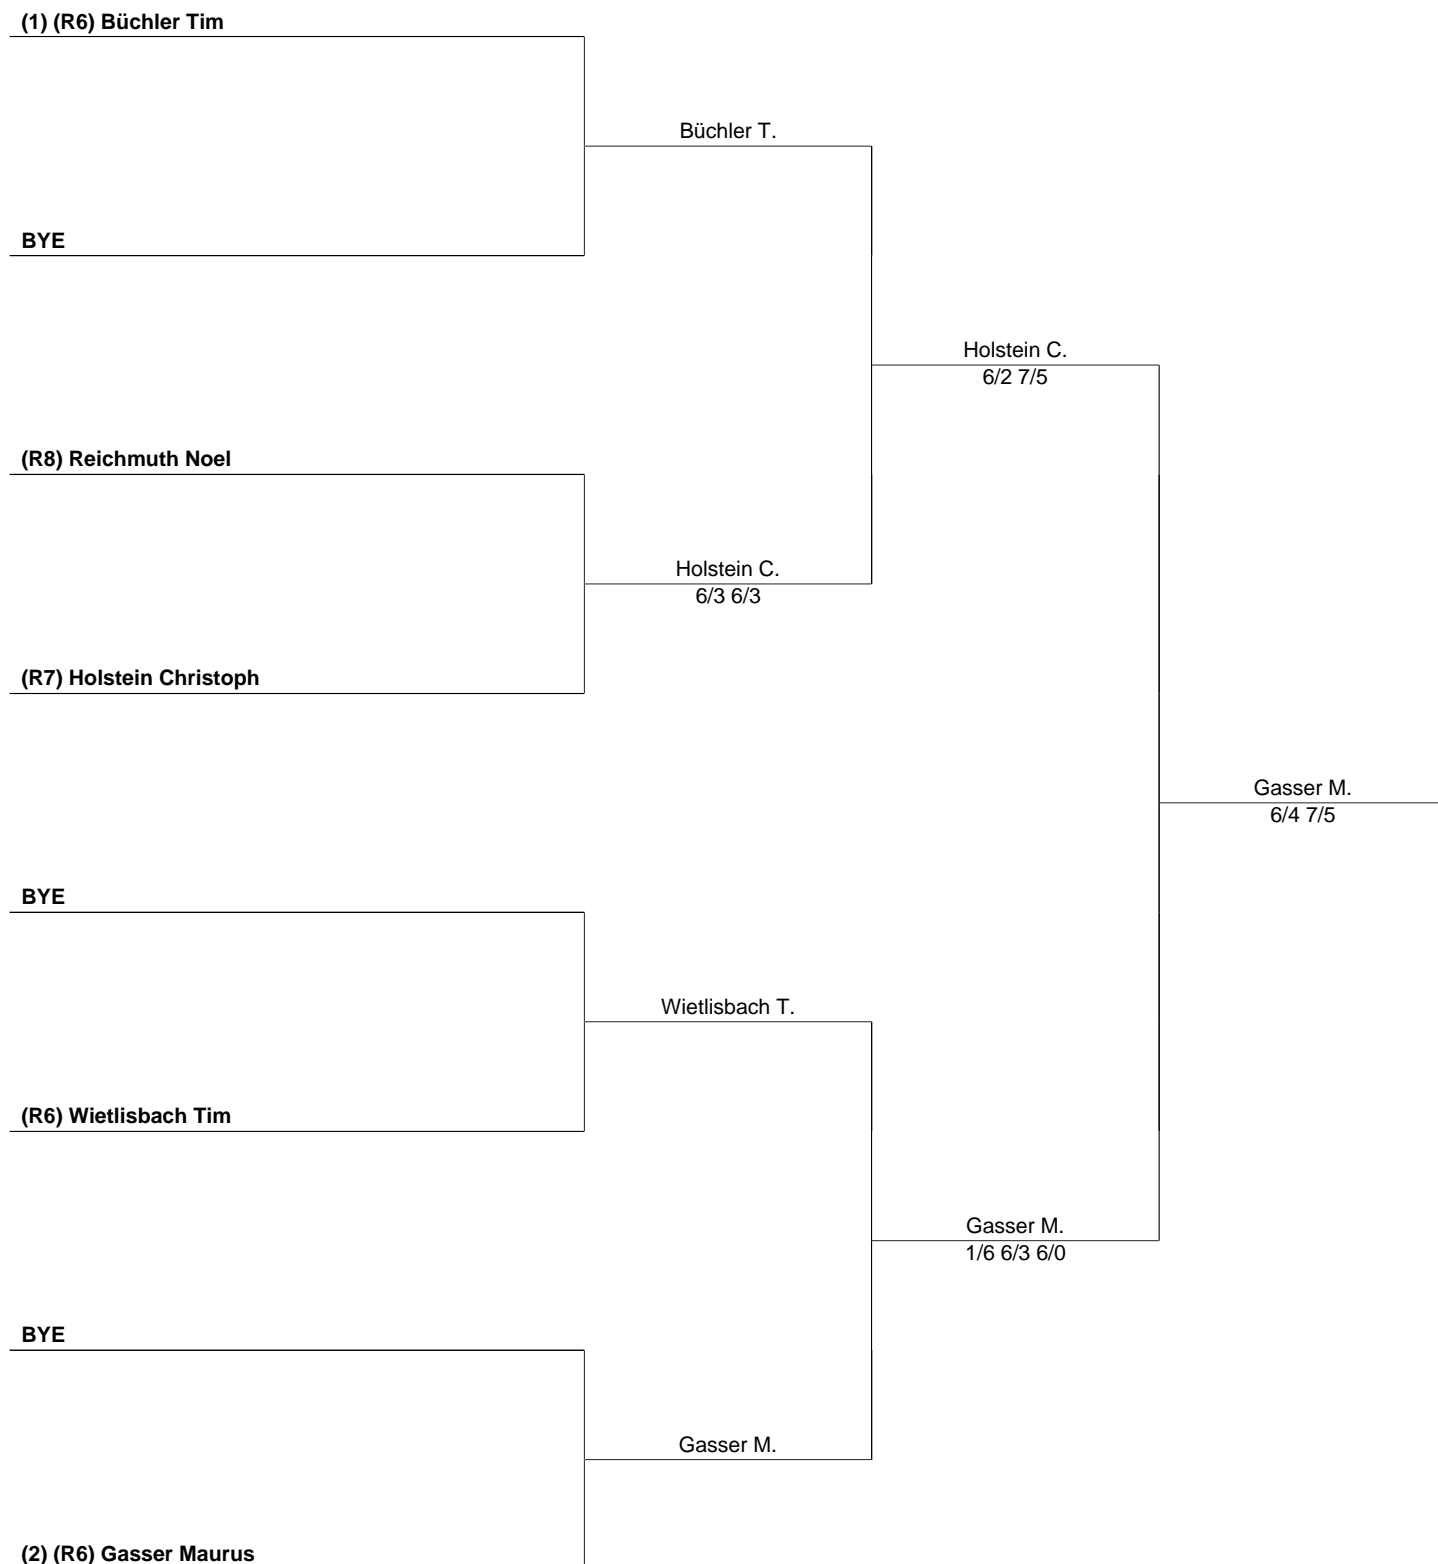 (1) (R6) Büchler Tim
Büchler T.
BYE
Holstein C.
6/2 7/5
(R8) Reichmuth Noel
Holstein C.
6/3 6/3
(R7) Holstein Christoph
Gasser M.
6/4 7/5
BYE
Wietlisbach T.
(R6) Wietlisbach Tim
Gasser M.
1/6 6/3 6/0
BYE
Gasser M.
(2) (R6) Gasser Maurus